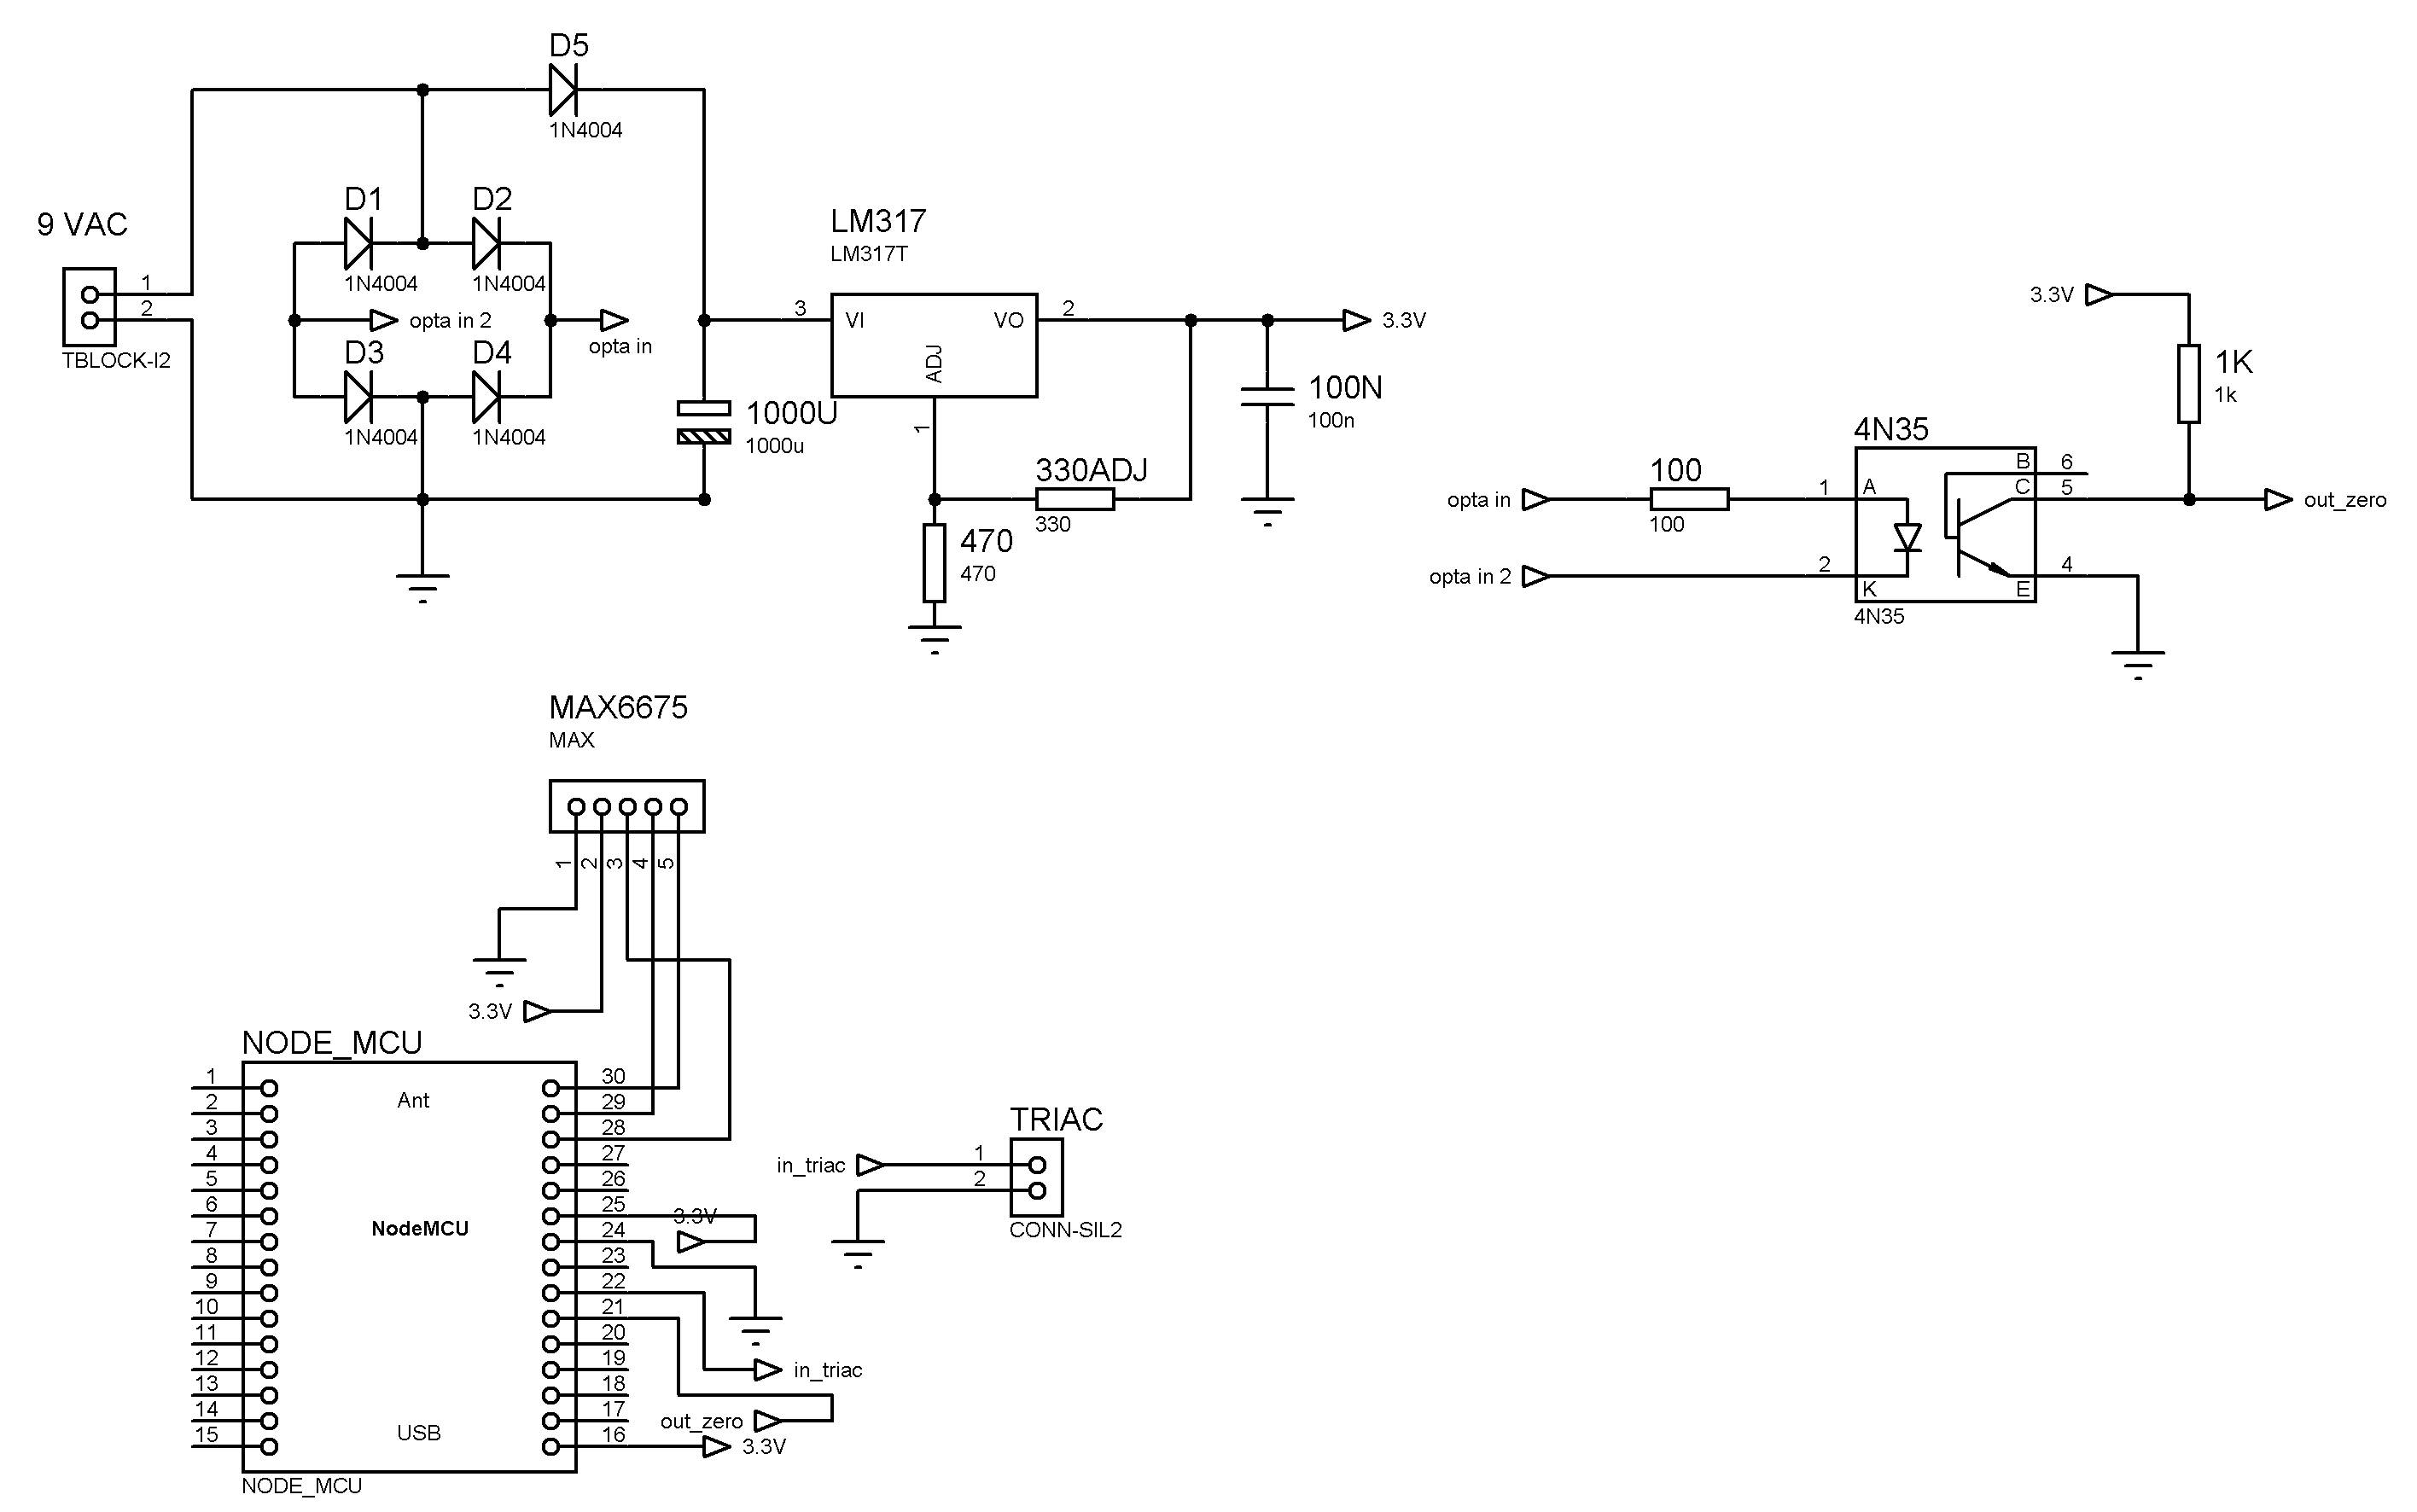 D5
1N4004
D1
D2
9 VAC
1N4004
1N4004
1
2
TBLOCK-I2
opta in 2
opta in
D3
D4
1N4004
1N4004
LM317
LM317T
3
VI
VO
2
ADJ
1
3.3V
1000U
1000u
100N
100n
330ADJ
330
470
470
3.3V
1K
1k
4N35
opta in
100
100
1
A
B
6
C
5
out_zero
opta in 2
2
K
E
4
4N35
MAX6675
MAX
1
2
3
4
5
3.3V
NODE_MCU
1
Ant
30
2
29
3
28
4
27
5
26
6
25
3.3V
7
NodeMCU
24
8
23
9
22
10
21
11
20
12
19
in_triac
13
18
14
17
out_zero
15
USB
16
3.3V
NODE_MCU
TRIAC
in_triac
1
2
CONN-SIL2